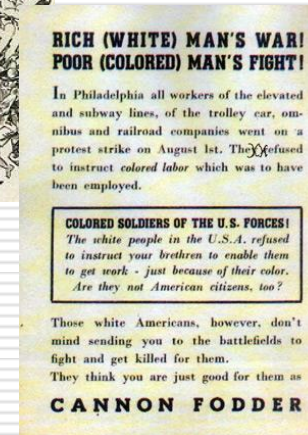 RICH (WHITE) MAN'S WAR!
POOR (COLORED) MAN'S FIGHT!
In Philadelphia all workers of the elevated
and subway lines, of the trolley car, om-
nibus and railroad companies went on a
protest strike on August 1st. They refused
to instruct colored labor which was to have
been employed.
COLORED SOLDIERS OF THE U.S. FORCES!
The white people in the U.S.A. refused
to instruct your brethren to enable them
to get work - just because of their color.
Are they not American citizens, too?
Those white Americans, however, don't
mind sending you to the battlefields to
fight and get killed for them.
They think you are just good for them as
CANNON FODDER